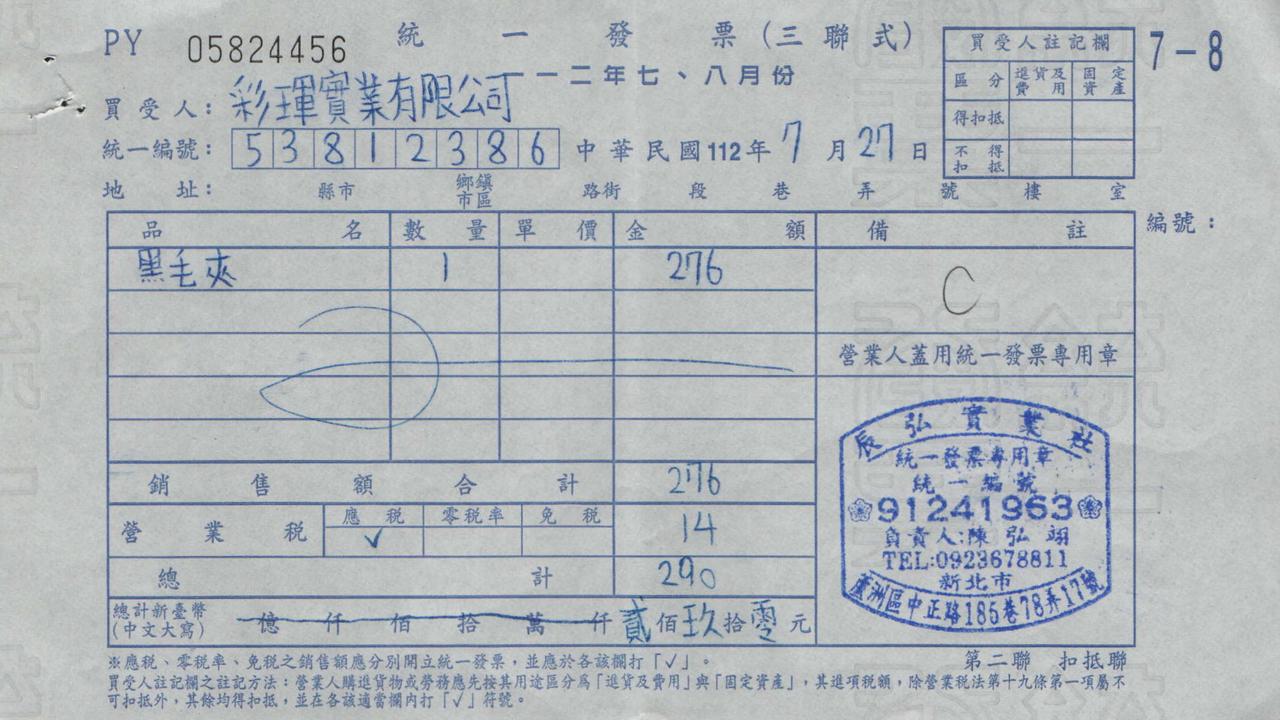 PY 05824456 統一發票(三聯式)
一一二年七、八月份
7-8
買受人註記欄
區分 進貨及費用 固定資產
得扣抵
不得扣抵
買受人: 彩琿實業有限公司
統一編號: 53812386 中華民國112年7月27日
地址: 縣市 鄉鎮市區 路街 段 巷 弄 號 樓 室
品名 數量 單價 金額 備註 編號:
黑毛夾 1 276 C
營業人蓋用統一發票專用章
銷售額合計 276
營業稅 應稅 零稅率 免稅 14
✓
總計 290
總計新臺幣(中文大寫) 億 仟 佰 拾 萬 仟 貳佰玖拾零元
辰弘實業社
統一發票專用章
統一編號
91241963
負責人:陳弘翊
TEL:0923678811
新北市
蘆洲區中正路185巷78弄17號
第二聯 扣抵聯
※應稅、零稅率、免稅之銷售額應分別開立統一發票,並應於各該欄打「✓」。
買受人註記欄之註記方法:營業人購進貨物或勞務應先按其用途區分為「進貨及費用」與「固定資產」,其進項稅額,除營業稅法第十九條第一項屬不
可扣抵外,其餘均得扣抵,並在各該適當欄內打「✓」符號。